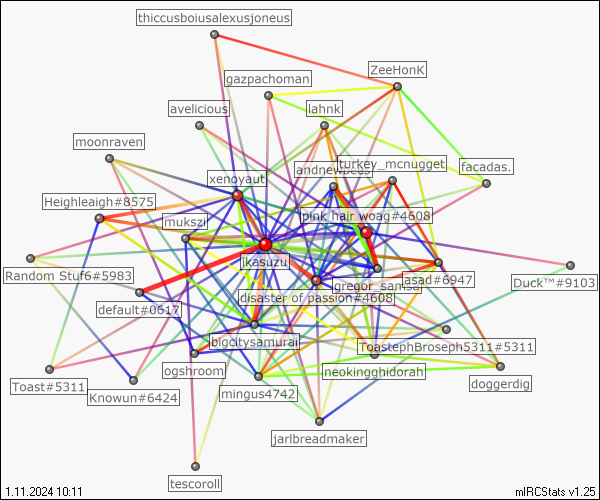 thiccusboiusalexusjoneus
ZeeHonK
gazpachoman
avelicious
lahnk
moonraven
turkey_mcnugget
facadas.
xenoyaut
Heighleaigh#8575
pink hair woag#4608
mukszi
ikasuzu
Random Stuf6#5983
asad#6947
Duck™#9103
disaster of passion#4608
default#0617
bigcitysamurai
ToastephBroseph5311#5311
ogshroom
neokingghidorah
Toast#5311
doggerdig
Knowun#6424
mingus4742
jarlbreadmaker
tescoroll
1.11.2024 10:11
mIRCStats v1.25